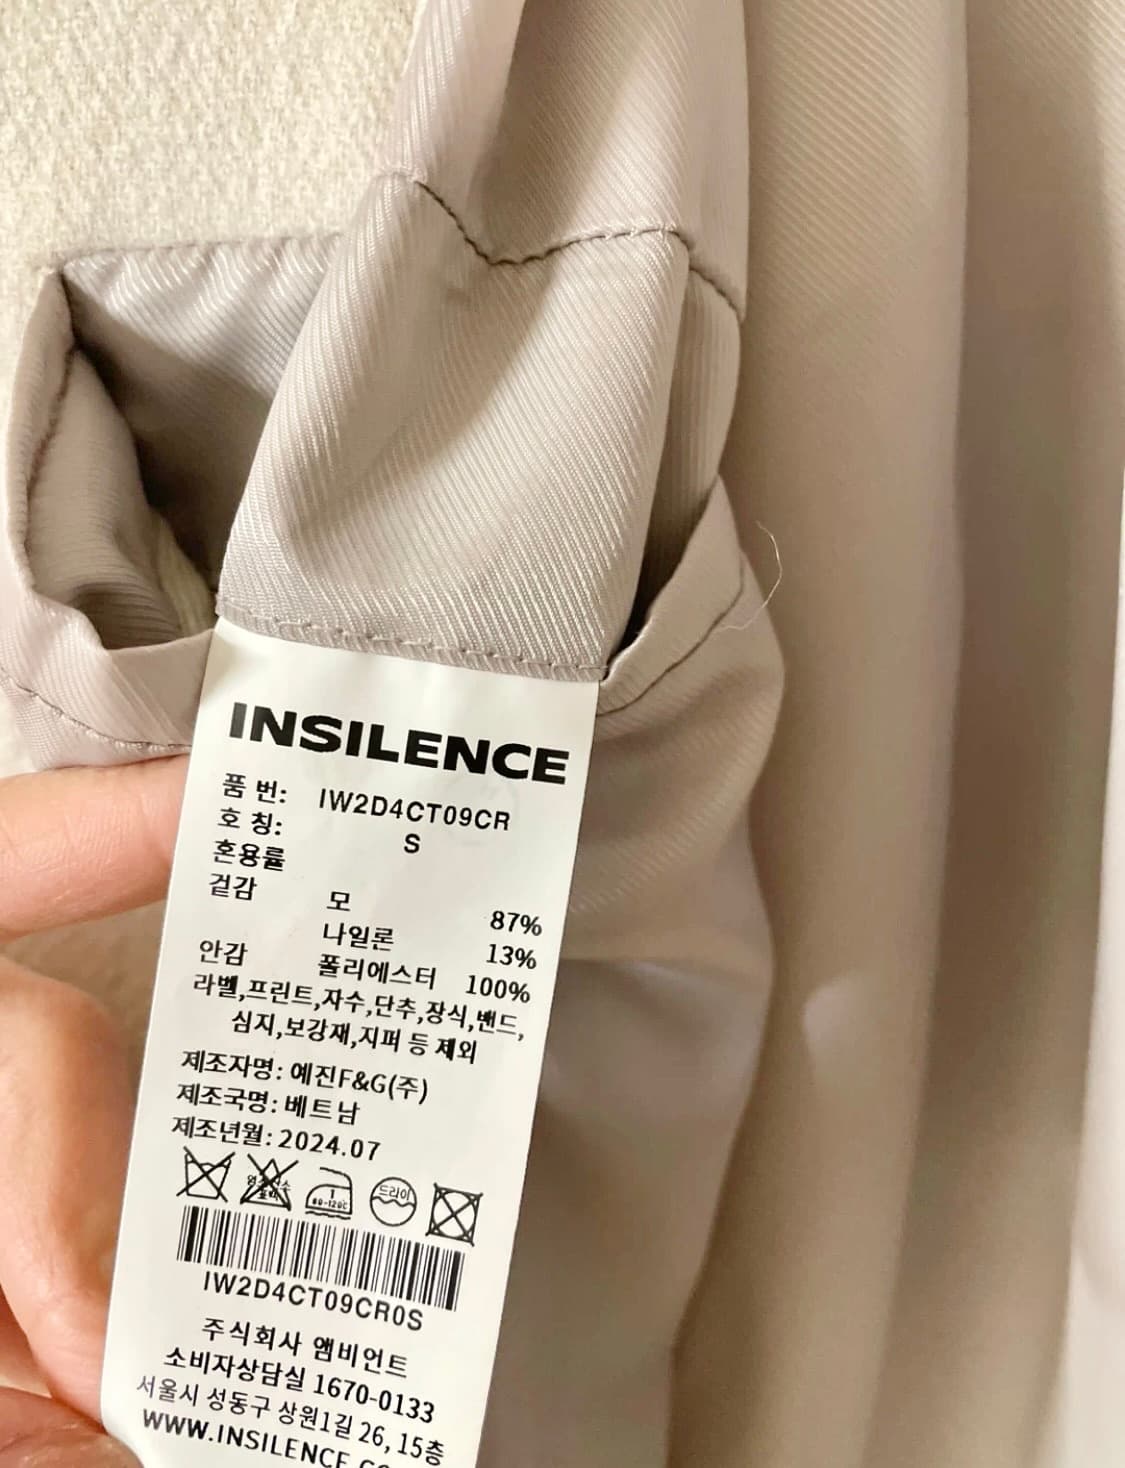 INSILENCE
품 번: IW2D4CT09CR
호 칭: S
혼용률
겉감 모 87%
나일론 13%
안감 폴리에스터 100%
라벨,프린트,자수,단추,장식,밴드,
심지,보강재,지퍼 등 제외
제조자명: 예진F&G(주)
제조국명: 베트남
제조년월: 2024.07
1
80-120℃
드라이
IW2D4CT09CR0S
주식회사 앰비언트
소비자상담실 1670-0133
서울시 성동구 상원1길 26, 15층